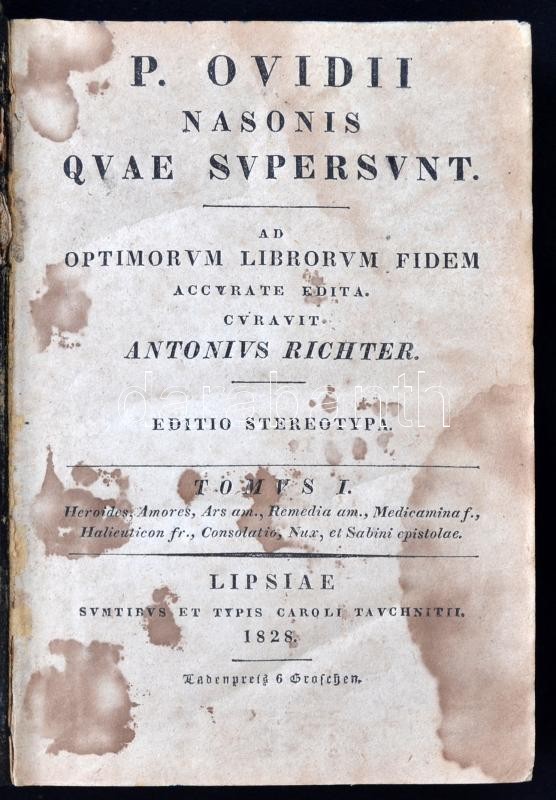 P. OVIDII
NASONIS
QVAE SVPERSVNT.
AD
OPTIMORVM LIBRORVM FIDEM
ACCVRATE EDITA.
CVRAVIT
ANTONIVS RICHTER.
darabanth
EDITIO STEREOTYPA.
TOMVS I.
Heroides, Amores, Ars am., Remedia am., Medicamina f.,
Halieuticon fr., Consolatio, Nux, et Sabini epistolae.
LIPSIAE
SVMTIBVS ET TYPIS CAROLI TAVCHNITII.
1828.
Ladenpreis 6 Groschen.